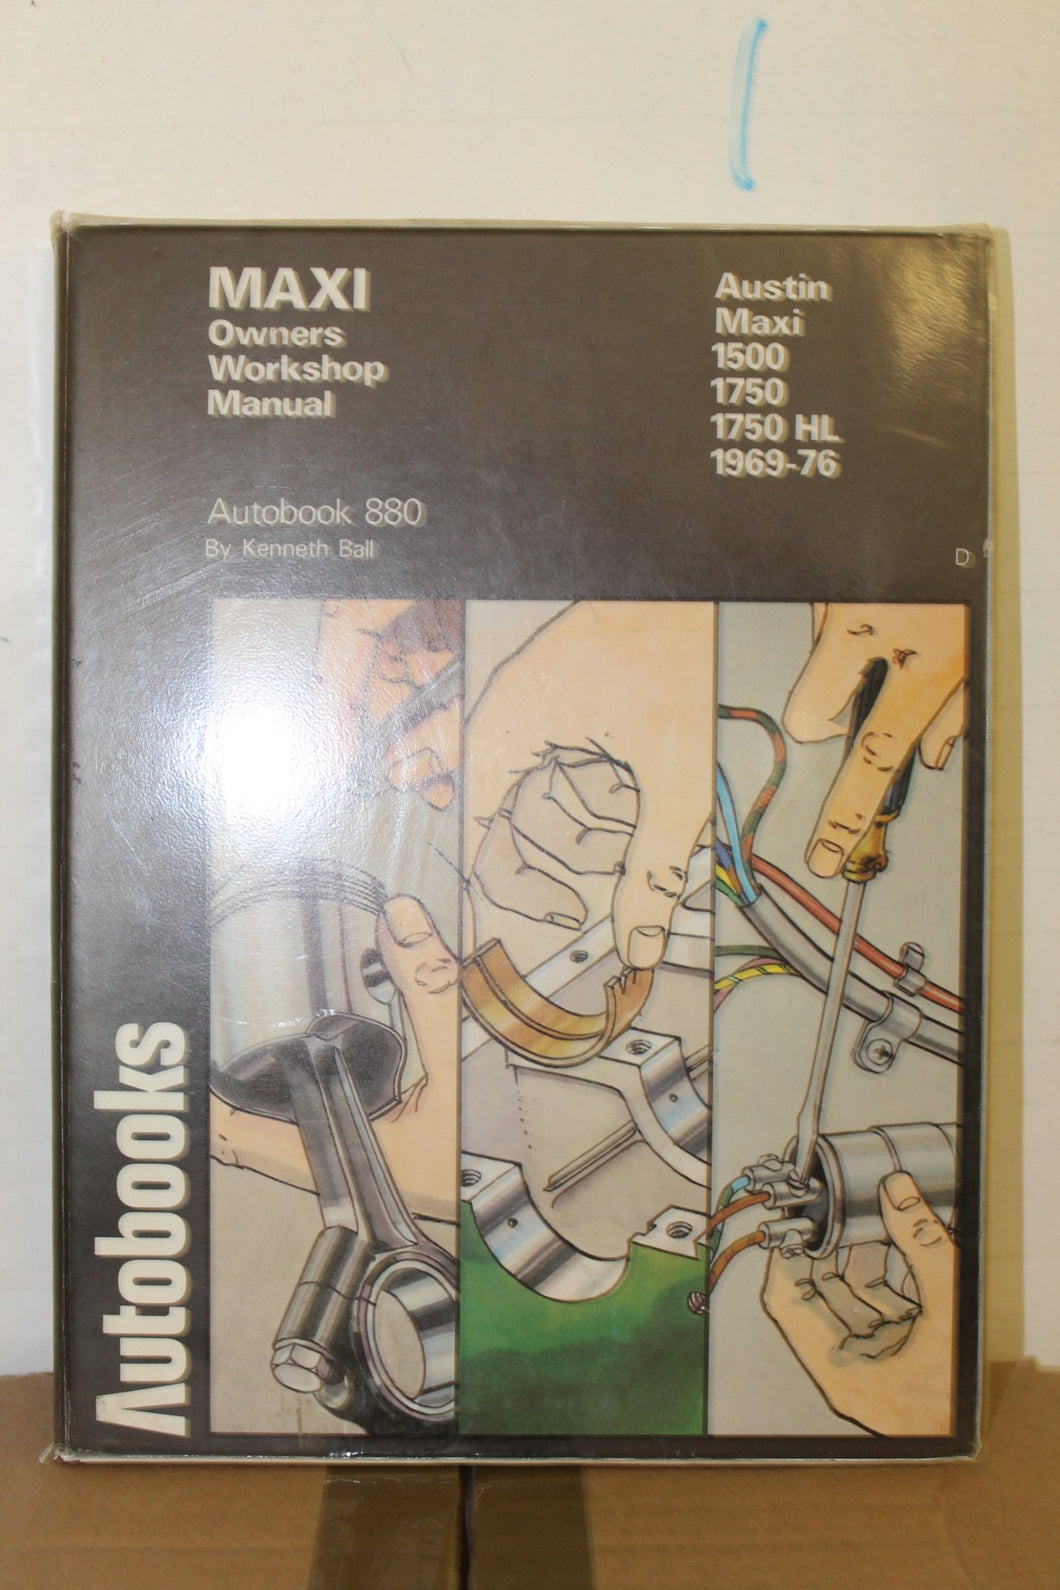 MAXI
Owners
Workshop
Manual
Austin
Maxi
1500
1750
1750 HL
1969-76
Autobook 880
By Kenneth Ball
D
Autobooks